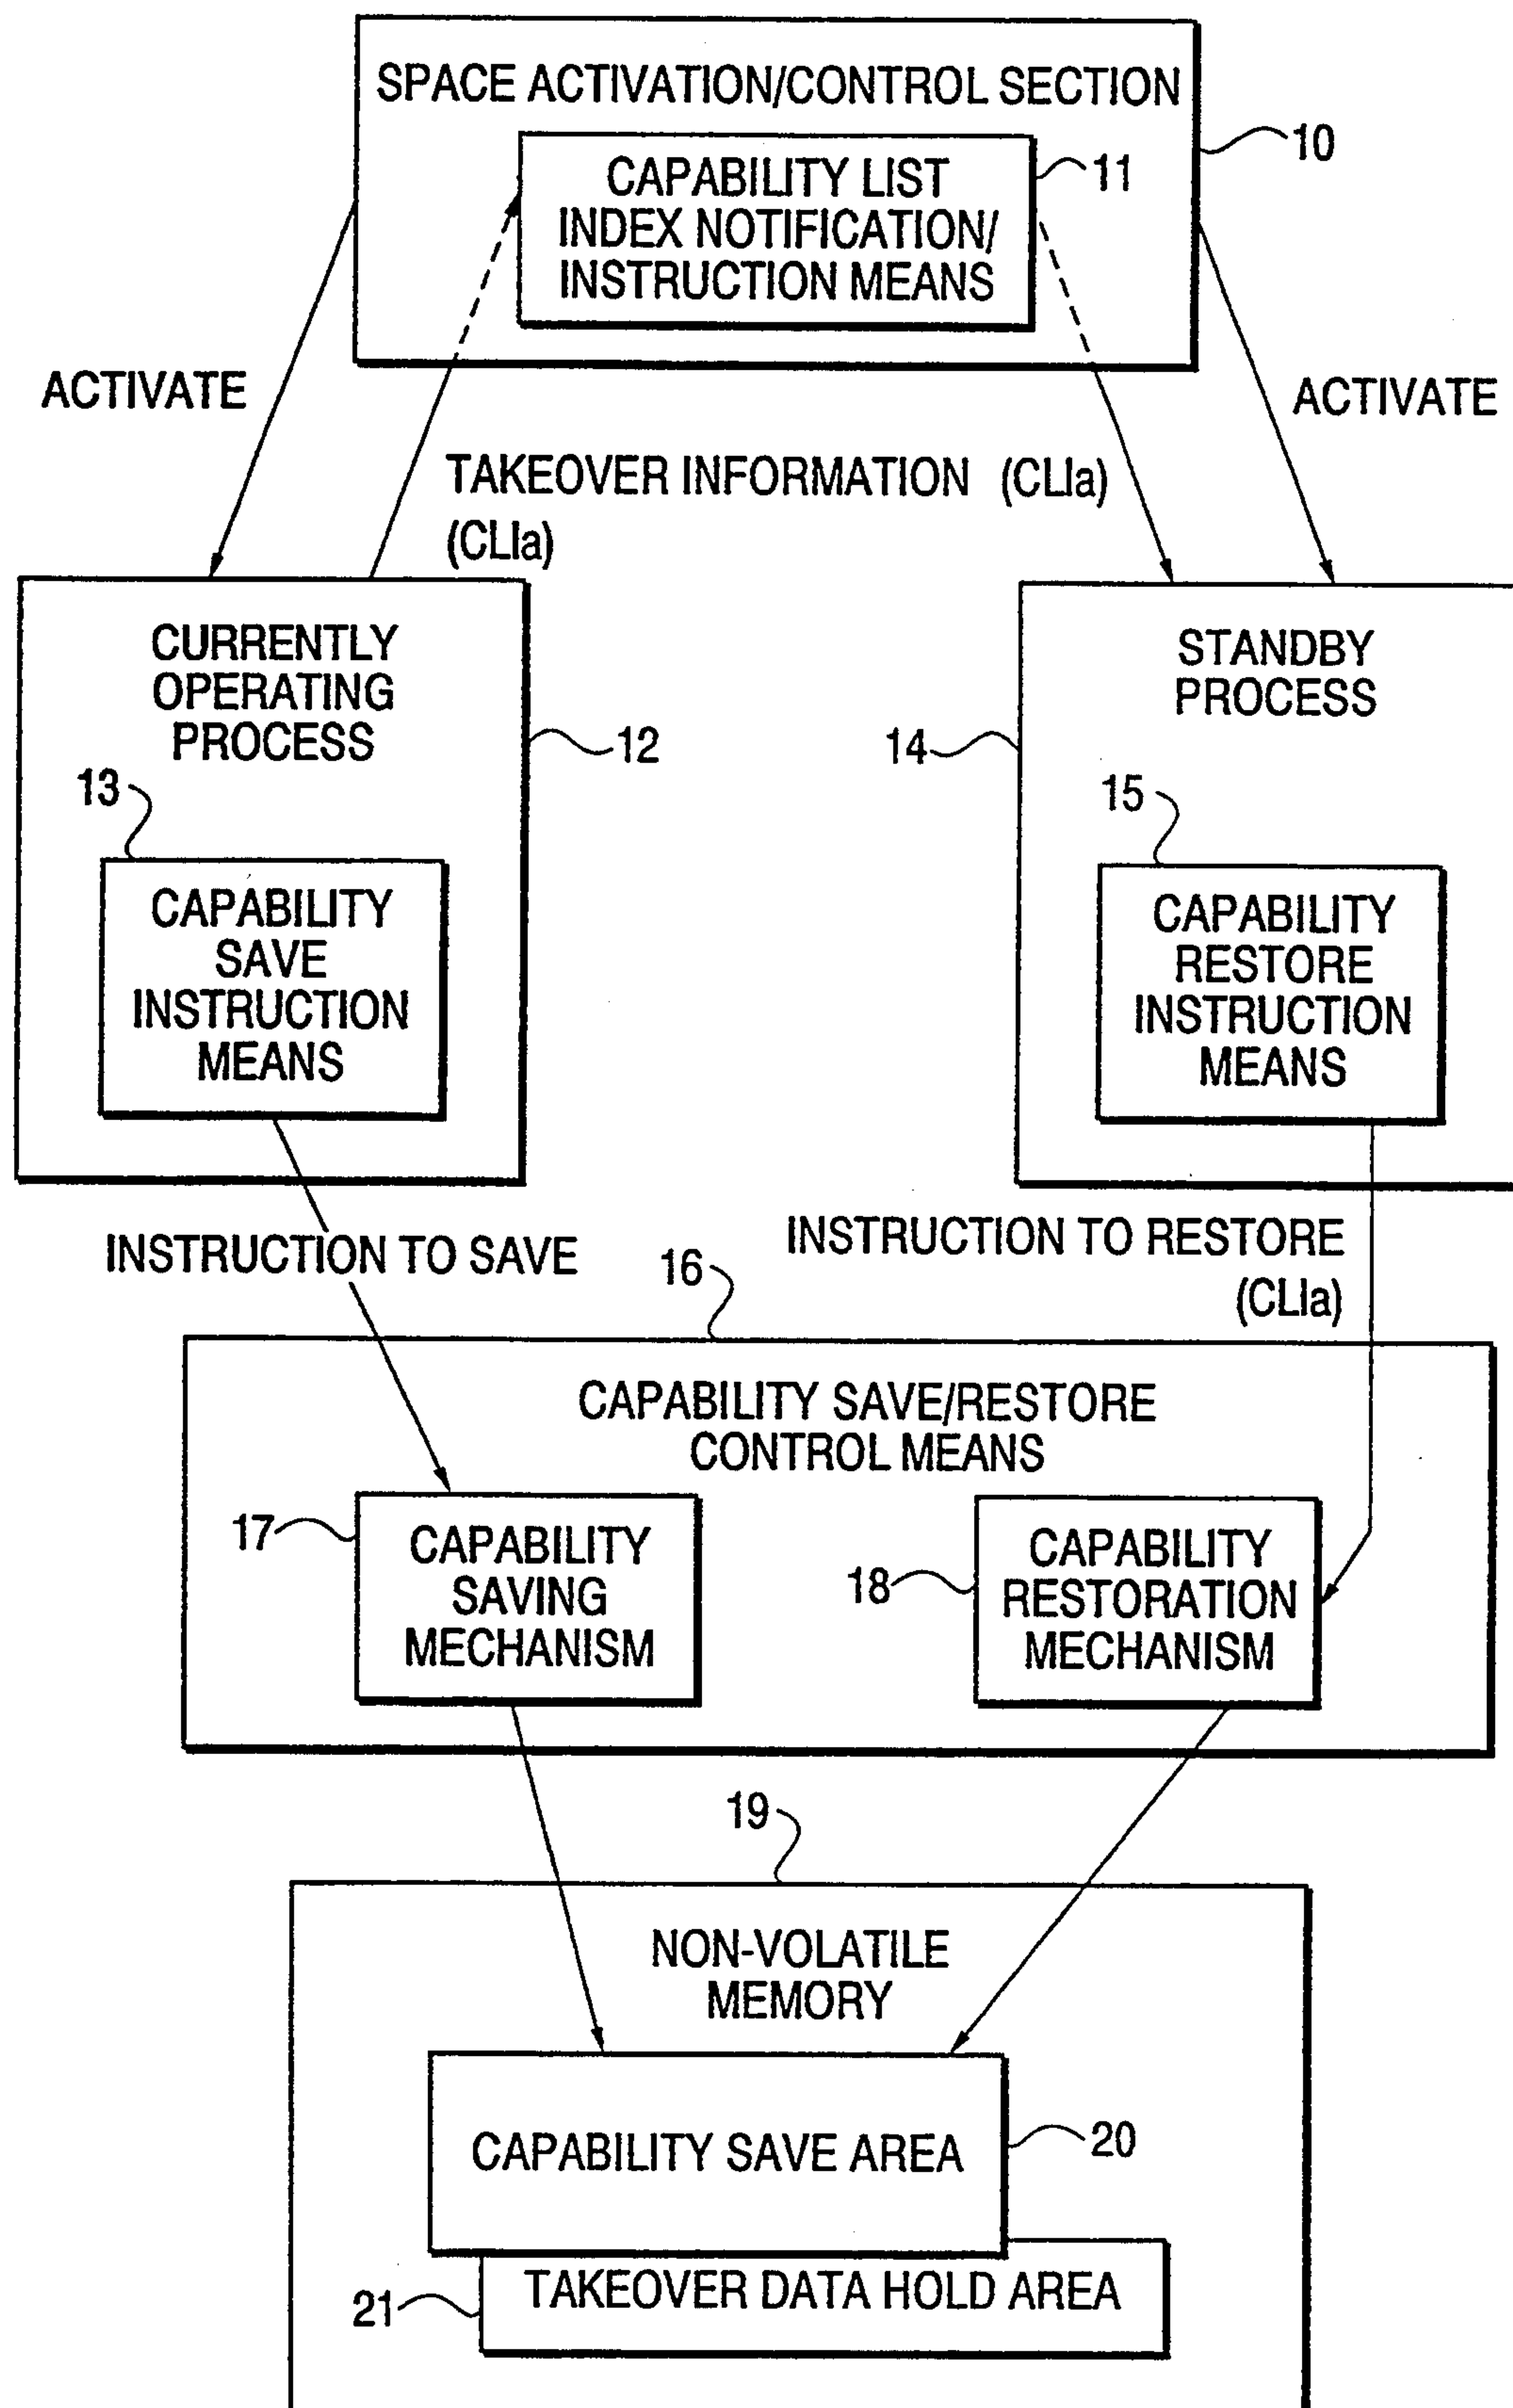 SPACE ACTIVATION/CONTROL SECTION
10
CAPABILITY LIST
INDEX NOTIFICATION/
INSTRUCTION MEANS
11
ACTIVATE
ACTIVATE
TAKEOVER INFORMATION (CLIa)
(CLIa)
CURRENTLY
OPERATING
PROCESS
12
13
CAPABILITY
SAVE
INSTRUCTION
MEANS
STANDBY
PROCESS
14
15
CAPABILITY
RESTORE
INSTRUCTION
MEANS
INSTRUCTION TO SAVE
INSTRUCTION TO RESTORE
(CLIa)
16
CAPABILITY SAVE/RESTORE
CONTROL MEANS
17
CAPABILITY
SAVING
MECHANISM
18
CAPABILITY
RESTORATION
MECHANISM
19
NON-VOLATILE
MEMORY
CAPABILITY SAVE AREA
20
TAKEOVER DATA HOLD AREA
21